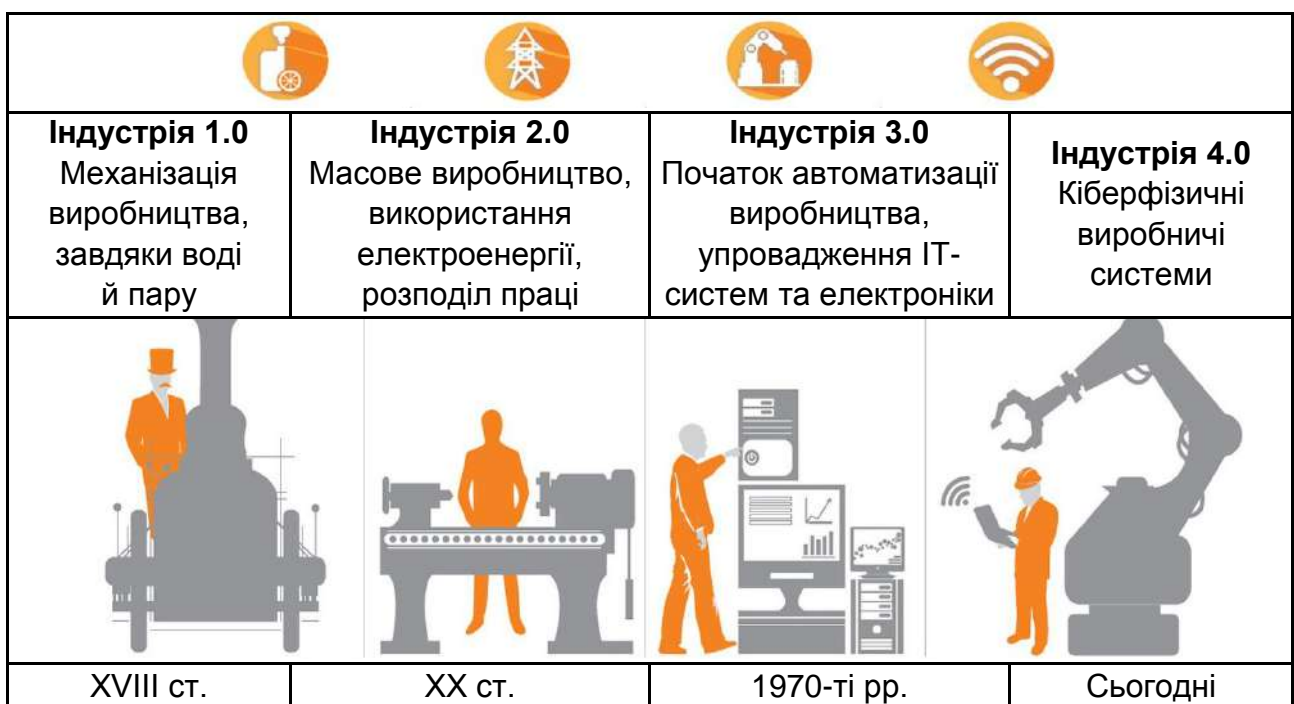 Індустрія 1.0
Механізація
виробництва,
завдяки воді
й пару
Індустрія 2.0
Масове виробництво,
використання
електроенергії,
розподіл праці
Індустрія 3.0
Початок автоматизації
виробництва,
упровадження ІТ-
систем та електроніки
Індустрія 4.0
Кіберфізичні
виробничі
системи
XVIII ст.
XX ст.
1970-ті рр.
Сьогодні